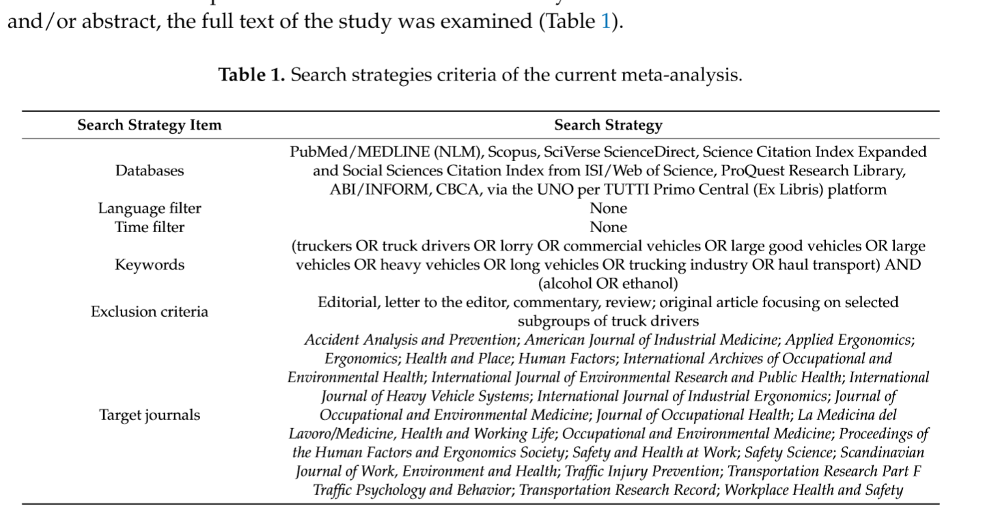 and/or abstract, the full text of the study was examined (Table 1).
Table 1. Search strategies criteria of the current meta-analysis.
Search Strategy Item Search Strategy
Databases
PubMed/MEDLINE (NLM), Scopus, SciVerse ScienceDirect, Science Citation Index Expanded
and Social Sciences Citation Index from ISI/Web of Science, ProQuest Research Library,
ABI/INFORM, CBCA, via the UNO per TUTTI Primo Central (Ex Libris) platform
Language filter None
Time filter None
Keywords
(truckers OR truck drivers OR lorry OR commercial vehicles OR large good vehicles OR large
vehicles OR heavy vehicles OR long vehicles OR trucking industry OR haul transport) AND
(alcohol OR ethanol)
Exclusion criteria
Editorial, letter to the editor, commentary, review; original article focusing on selected
subgroups of truck drivers
Target journals
Accident Analysis and Prevention; American Journal of Industrial Medicine; Applied Ergonomics;
Ergonomics; Health and Place; Human Factors; International Archives of Occupational and
Environmental Health; International Journal of Environmental Research and Public Health; International
Journal of Heavy Vehicle Systems; International Journal of Industrial Ergonomics; Journal of
Occupational and Environmental Medicine; Journal of Occupational Health; La Medicina del
Lavoro/Medicine, Health and Working Life; Occupational and Environmental Medicine; Proceedings of
the Human Factors and Ergonomics Society; Safety and Health at Work; Safety Science; Scandinavian
Journal of Work, Environment and Health; Traffic Injury Prevention; Transportation Research Part F
Traffic Psychology and Behavior; Transportation Research Record; Workplace Health and Safety